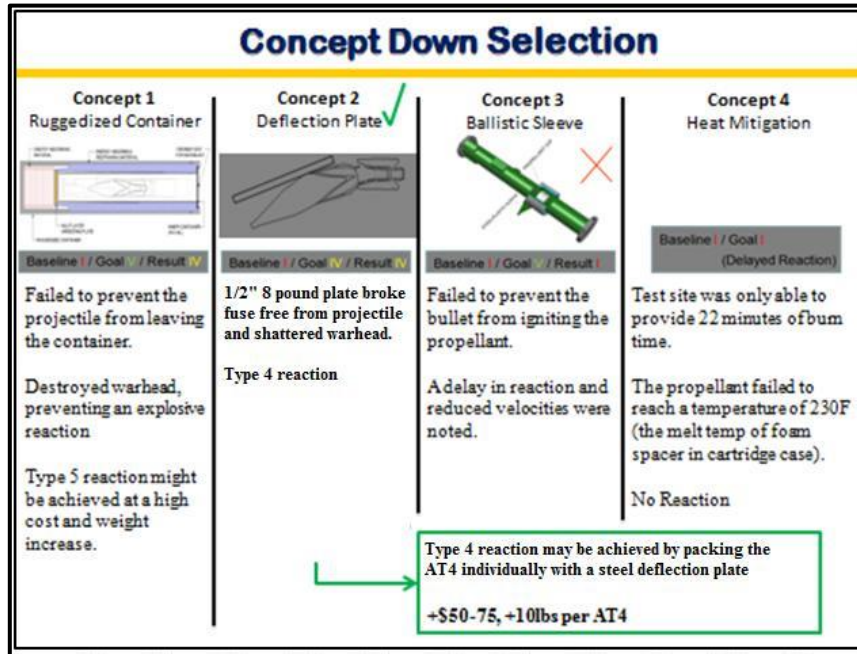 Concept Down Selection
Concept 1
Ruggedized Container
Baseline I / Goal V / Result IV
Failed to prevent the
projectile from leaving
the container.
Destroyed warhead,
preventing an explosive
reaction
Type 5 reaction might
be achieved at a high
cost and weight
increase.
Concept 2
Deflection Plate
Baseline I / Goal IV / Result IV
1/2" 8 pound plate broke
fuse free from projectile
and shattered warhead.
Type 4 reaction
Concept 3
Ballistic Sleeve
Baseline I / Goal V / Result I
Failed to prevent the
bullet from igniting the
propellant.
A delay in reaction and
reduced velocities were
noted.
Concept 4
Heat Mitigation
Baseline I / Goal I
(Delayed Reaction)
Test site was only able to
provide 22 minutes of burn
time.
The propellant failed to
reach a temperature of 230F
(the melt temp of foam
spacer in cartridge case).
No Reaction
Type 4 reaction may be achieved by packing the
AT4 individually with a steel deflection plate
+$50-75, +10lbs per AT4